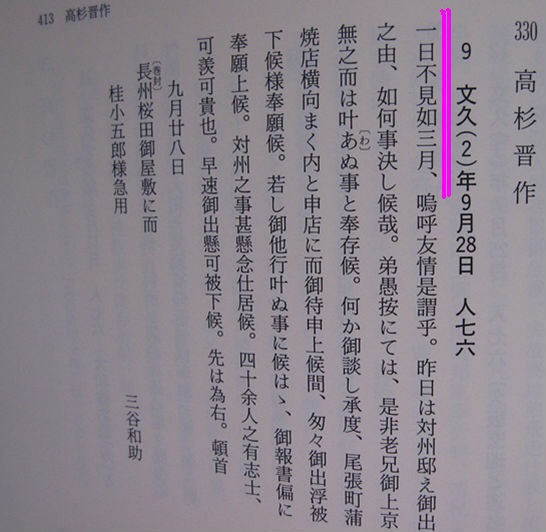 413 高杉晋作
330 高杉晋作
9 文久(2)年9月28日 人七六
一日不見如三月、嗚呼友情是謂乎。昨日は対州邸え御出
之由、如何事決し候哉。弟愚按にては、是非老兄御上京
無之而は叶あぬ事と奉存候。何か御談し承度、尾張町蒲
〔わ〕
焼店横向まく内と申店に而御待申上候間、匆々御出浮被
下候様奉願候。若し御他行叶ぬ事に候はゝ、御報書偏に
奉願上候。対州之事甚懸念仕居候。四十余人之有志士、
可羨可貴也。早速御出懸可被下候。先は為右。頓首
九月廿八日
〔巻封〕
長州桜田御屋敷に而
桂小五郎様急用
三谷和助